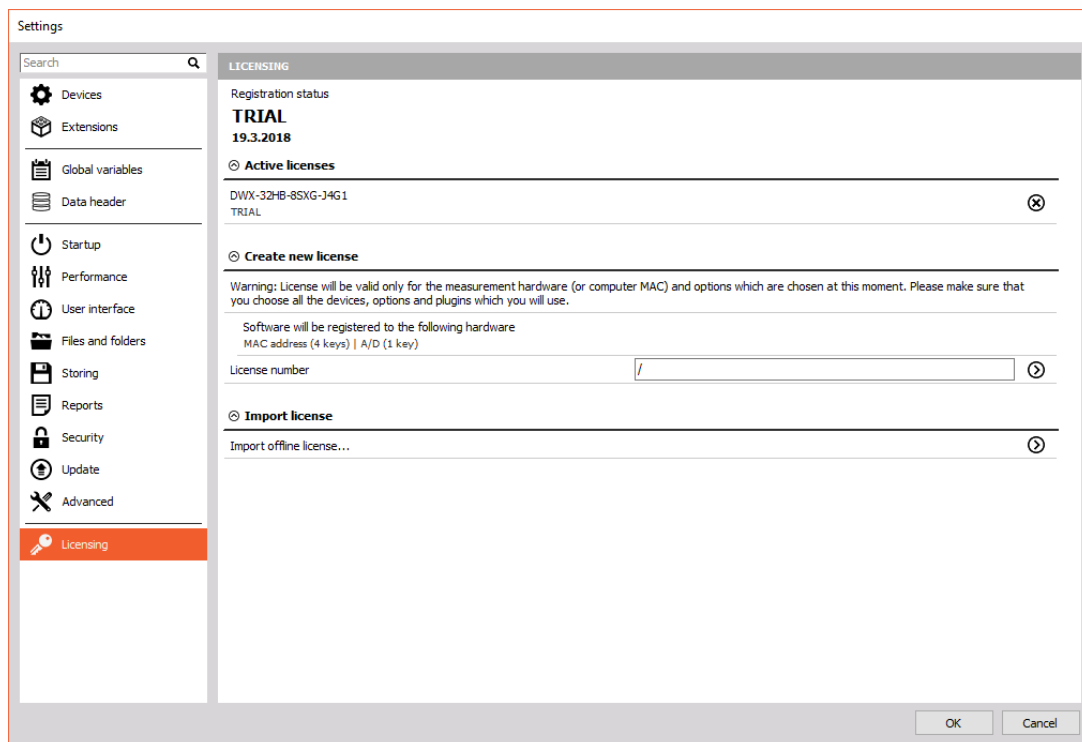 Settings
Search
Devices
Extensions
Global variables
Data header
Startup
Performance
User interface
Files and folders
Storing
Reports
Security
Update
Advanced
Licensing
LICENSING
Registration status
TRIAL
19.3.2018
Active licenses
DWX-32HB-8SXG-J4G1
TRIAL
Create new license
Warning: License will be valid only for the measurement hardware (or computer MAC) and options which are chosen at this moment. Please make sure that
you choose all the devices, options and plugins which you will use.
Software will be registered to the following hardware
MAC address (4 keys) | A/D (1 key)
License number
/
Import license
Import offline license...
OK
Cancel